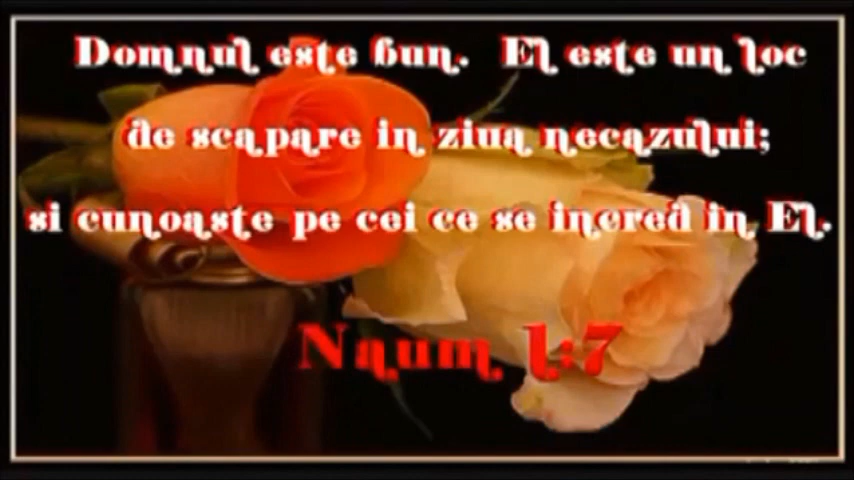 Domnul este bun. El este un loc
de scapare in ziua necazului;
si cunoaste pe cei ce se incred in El.
Naum 1:7